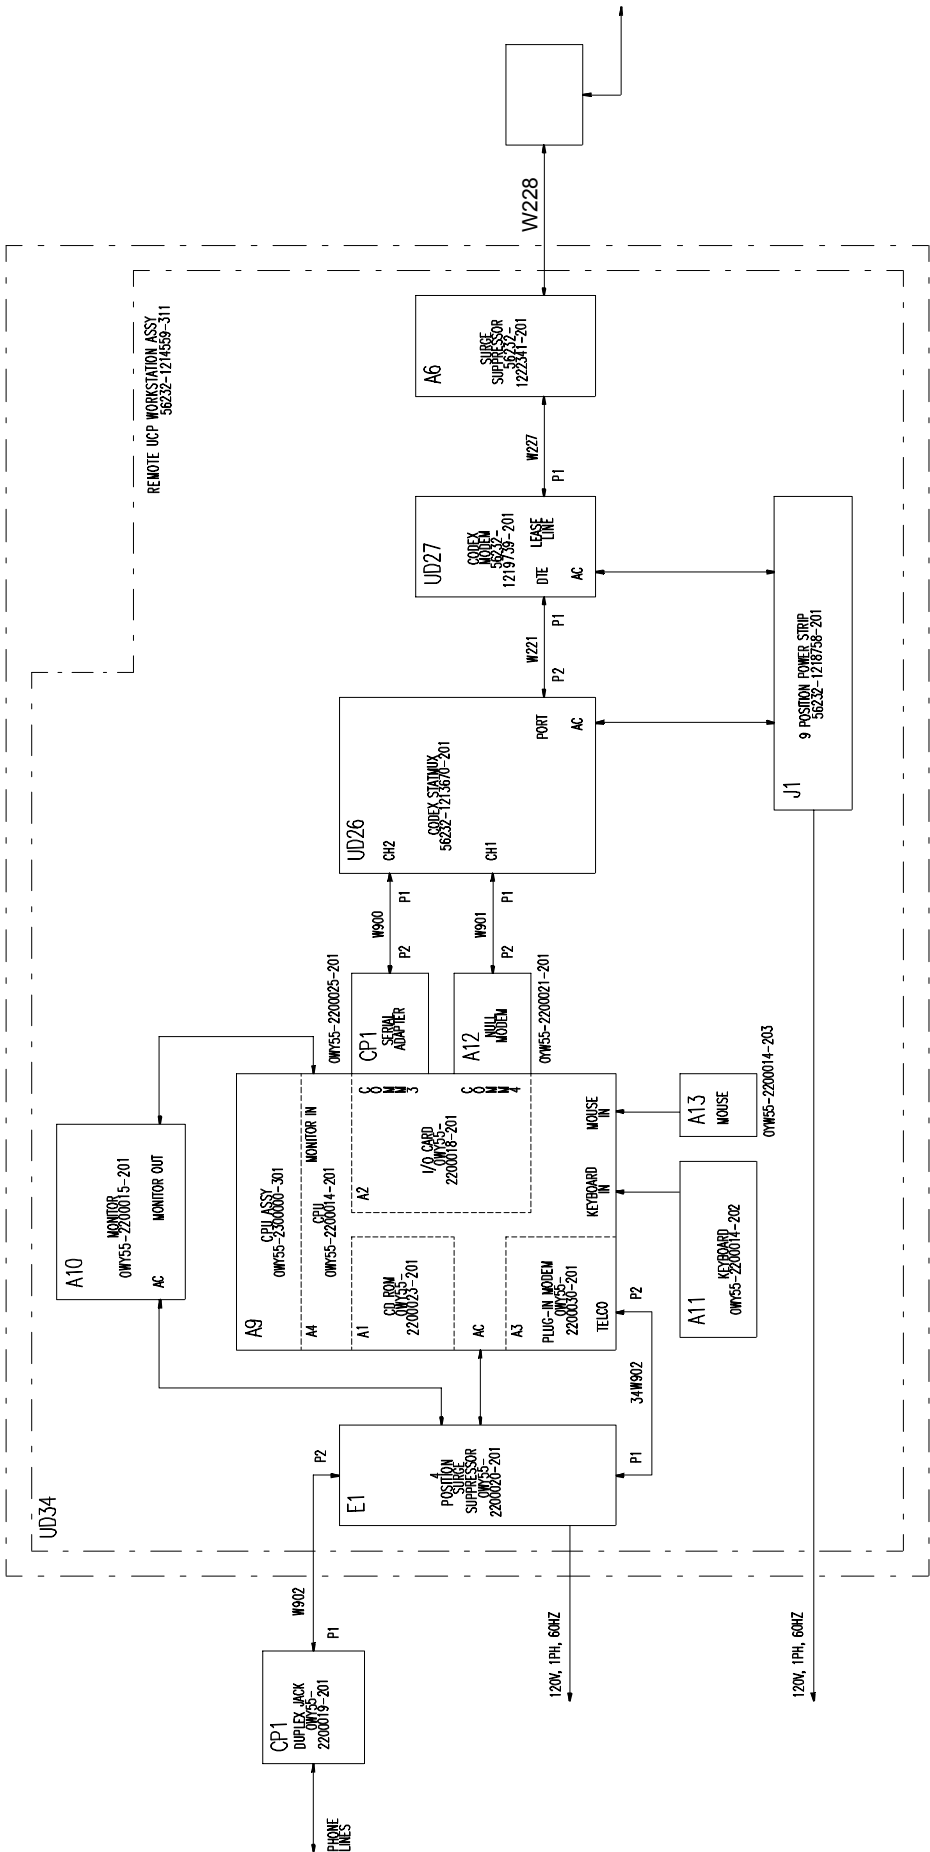 UD34
REMOTE UCP WORKSTATION ASSY
56232-1214559-311
A10
MONITOR
OWY55-2200015-201
AC
MONITOR OUT
A9
CPU ASSY
OWY55-2300000-301
A4
CPU
OWY55-2200014-201
MONITOR IN
A1
CD ROM
OWY55-
2200023-201
A2
I/O CARD
OWY55-
2200018-201
COMM3
COMM4
AC
A3
PLUG-IN MODEM
OWY55-
2200030-201
TELCO
KEYBOARD
IN
MOUSE
IN
OWY55-2200025-201
CP1
SERIAL
ADAPTER
A12
NULL
MODEM
OYW55-2200021-201
P2
W900
P1
P2
W901
P1
UD26
CODEX STATMUX
56232-1213670-201
CH2
CH1
PORT
AC
P2
W221
P1
UD27
CODEX
MODEM
56232-
1219739-201
DTE
LEASE
LINE
AC
P1
W227
A6
SURGE
SUPPRESSOR
56232-
1222341-201
W228
CP1
DUPLEX JACK
OWY55-
2200019-201
PHONE
LINES
P1
W902
P2
E1
4
POSITION
SURGE
SUPPRESSOR
OWY55-
2200020-201
P1
34W902
P2
A11
KEYBOARD
OWY55-2200014-202
A13
MOUSE
OYW55-2200014-203
J1
9 POSITION POWER STRIP
56232-1218758-201
120V, 1PH, 60HZ
120V, 1PH, 60HZ